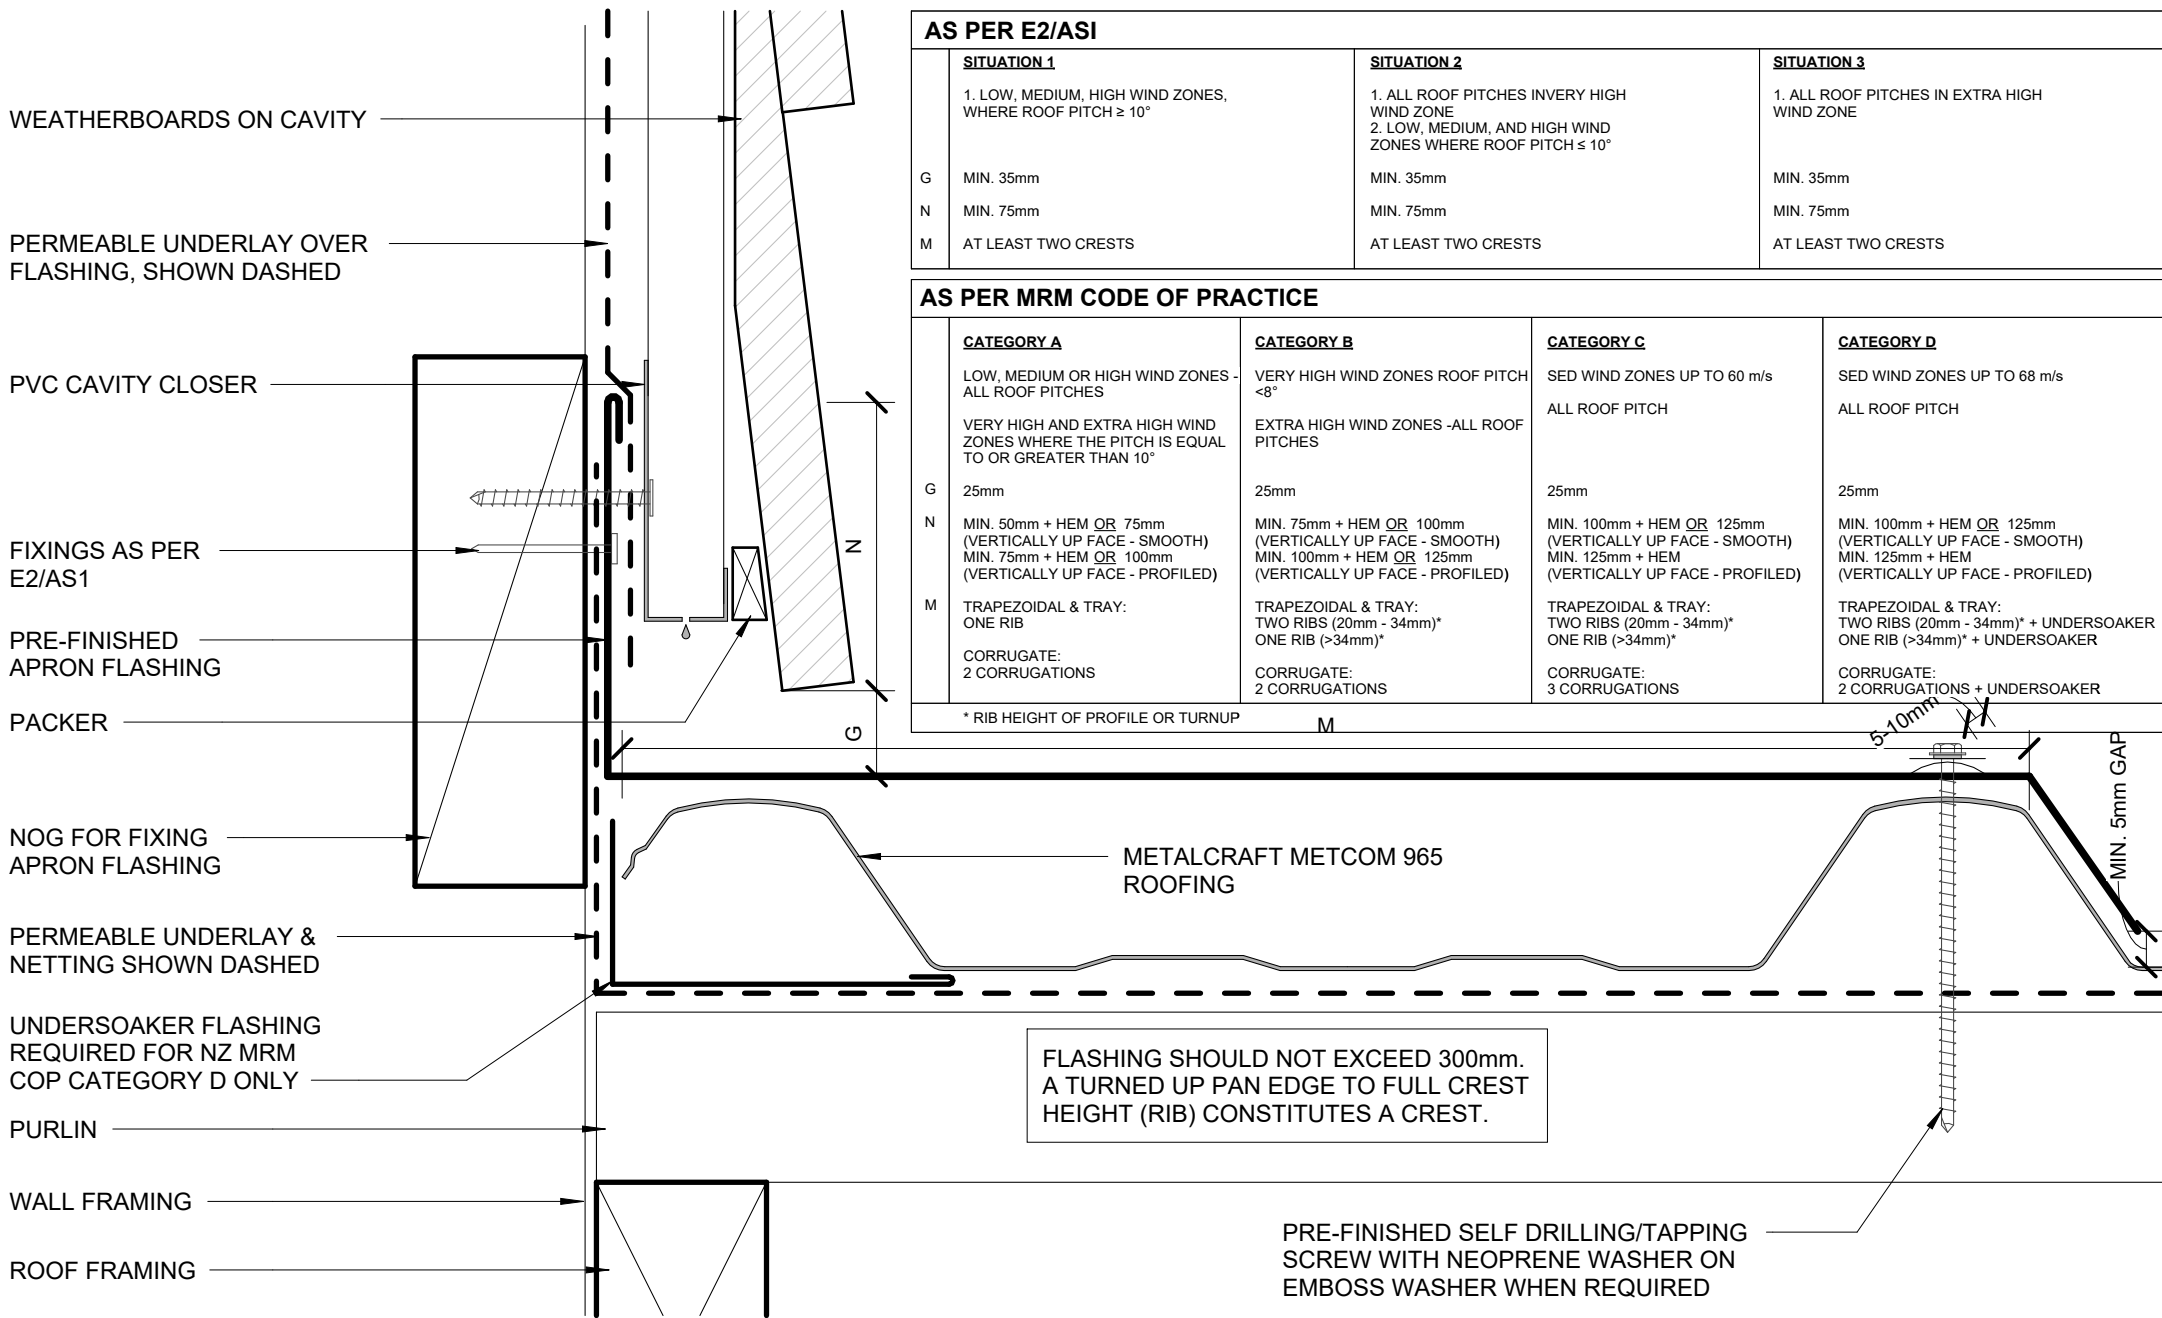 WEATHERBOARDS ON CAVITY
PERMEABLE UNDERLAY OVER
FLASHING, SHOWN DASHED
PVC CAVITY CLOSER
FIXINGS AS PER
E2/AS1
PRE-FINISHED
APRON FLASHING
PACKER
NOG FOR FIXING
APRON FLASHING
PERMEABLE UNDERLAY &
NETTING SHOWN DASHED
UNDERSOAKER FLASHING
REQUIRED FOR NZ MRM
COP CATEGORY D ONLY
PURLIN
WALL FRAMING
ROOF FRAMING
AS PER E2/ASI
SITUATION 1
1. LOW, MEDIUM, HIGH WIND ZONES,
WHERE ROOF PITCH ≥ 10°
SITUATION 2
1. ALL ROOF PITCHES INVERY HIGH
WIND ZONE
2. LOW, MEDIUM, AND HIGH WIND
ZONES WHERE ROOF PITCH ≤ 10°
SITUATION 3
1. ALL ROOF PITCHES IN EXTRA HIGH
WIND ZONE
G MIN. 35mm MIN. 35mm MIN. 35mm
N MIN. 75mm MIN. 75mm MIN. 75mm
M AT LEAST TWO CRESTS AT LEAST TWO CRESTS AT LEAST TWO CRESTS
AS PER MRM CODE OF PRACTICE
CATEGORY A
LOW, MEDIUM OR HIGH WIND ZONES -
ALL ROOF PITCHES
VERY HIGH AND EXTRA HIGH WIND
ZONES WHERE THE PITCH IS EQUAL
TO OR GREATER THAN 10°
CATEGORY B
VERY HIGH WIND ZONES ROOF PITCH
<8°
EXTRA HIGH WIND ZONES -ALL ROOF
PITCHES
CATEGORY C
SED WIND ZONES UP TO 60 m/s
ALL ROOF PITCH
CATEGORY D
SED WIND ZONES UP TO 68 m/s
ALL ROOF PITCH
G 25mm 25mm 25mm 25mm
N
MIN. 50mm + HEM OR 75mm
(VERTICALLY UP FACE - SMOOTH)
MIN. 75mm + HEM OR 100mm
(VERTICALLY UP FACE - PROFILED)
MIN. 75mm + HEM OR 100mm
(VERTICALLY UP FACE - SMOOTH)
MIN. 100mm + HEM OR 125mm
(VERTICALLY UP FACE - PROFILED)
MIN. 100mm + HEM OR 125mm
(VERTICALLY UP FACE - SMOOTH)
MIN. 125mm + HEM
(VERTICALLY UP FACE - PROFILED)
MIN. 100mm + HEM OR 125mm
(VERTICALLY UP FACE - SMOOTH)
MIN. 125mm + HEM
(VERTICALLY UP FACE - PROFILED)
M
TRAPEZOIDAL & TRAY:
ONE RIB
CORRUGATE:
2 CORRUGATIONS
TRAPEZOIDAL & TRAY:
TWO RIBS (20mm - 34mm)*
ONE RIB (>34mm)*
CORRUGATE:
2 CORRUGATIONS
TRAPEZOIDAL & TRAY:
TWO RIBS (20mm - 34mm)*
ONE RIB (>34mm)*
CORRUGATE:
3 CORRUGATIONS
TRAPEZOIDAL & TRAY:
TWO RIBS (20mm - 34mm)* + UNDERSOAKER
ONE RIB (>34mm)* + UNDERSOAKER
CORRUGATE:
2 CORRUGATIONS + UNDERSOAKER
* RIB HEIGHT OF PROFILE OR TURNUP
N
G
M
5-10mm
MIN. 5mm GAP
METALCRAFT METCOM 965
ROOFING
FLASHING SHOULD NOT EXCEED 300mm.
A TURNED UP PAN EDGE TO FULL CREST
HEIGHT (RIB) CONSTITUTES A CREST.
PRE-FINISHED SELF DRILLING/TAPPING
SCREW WITH NEOPRENE WASHER ON
EMBOSS WASHER WHEN REQUIRED